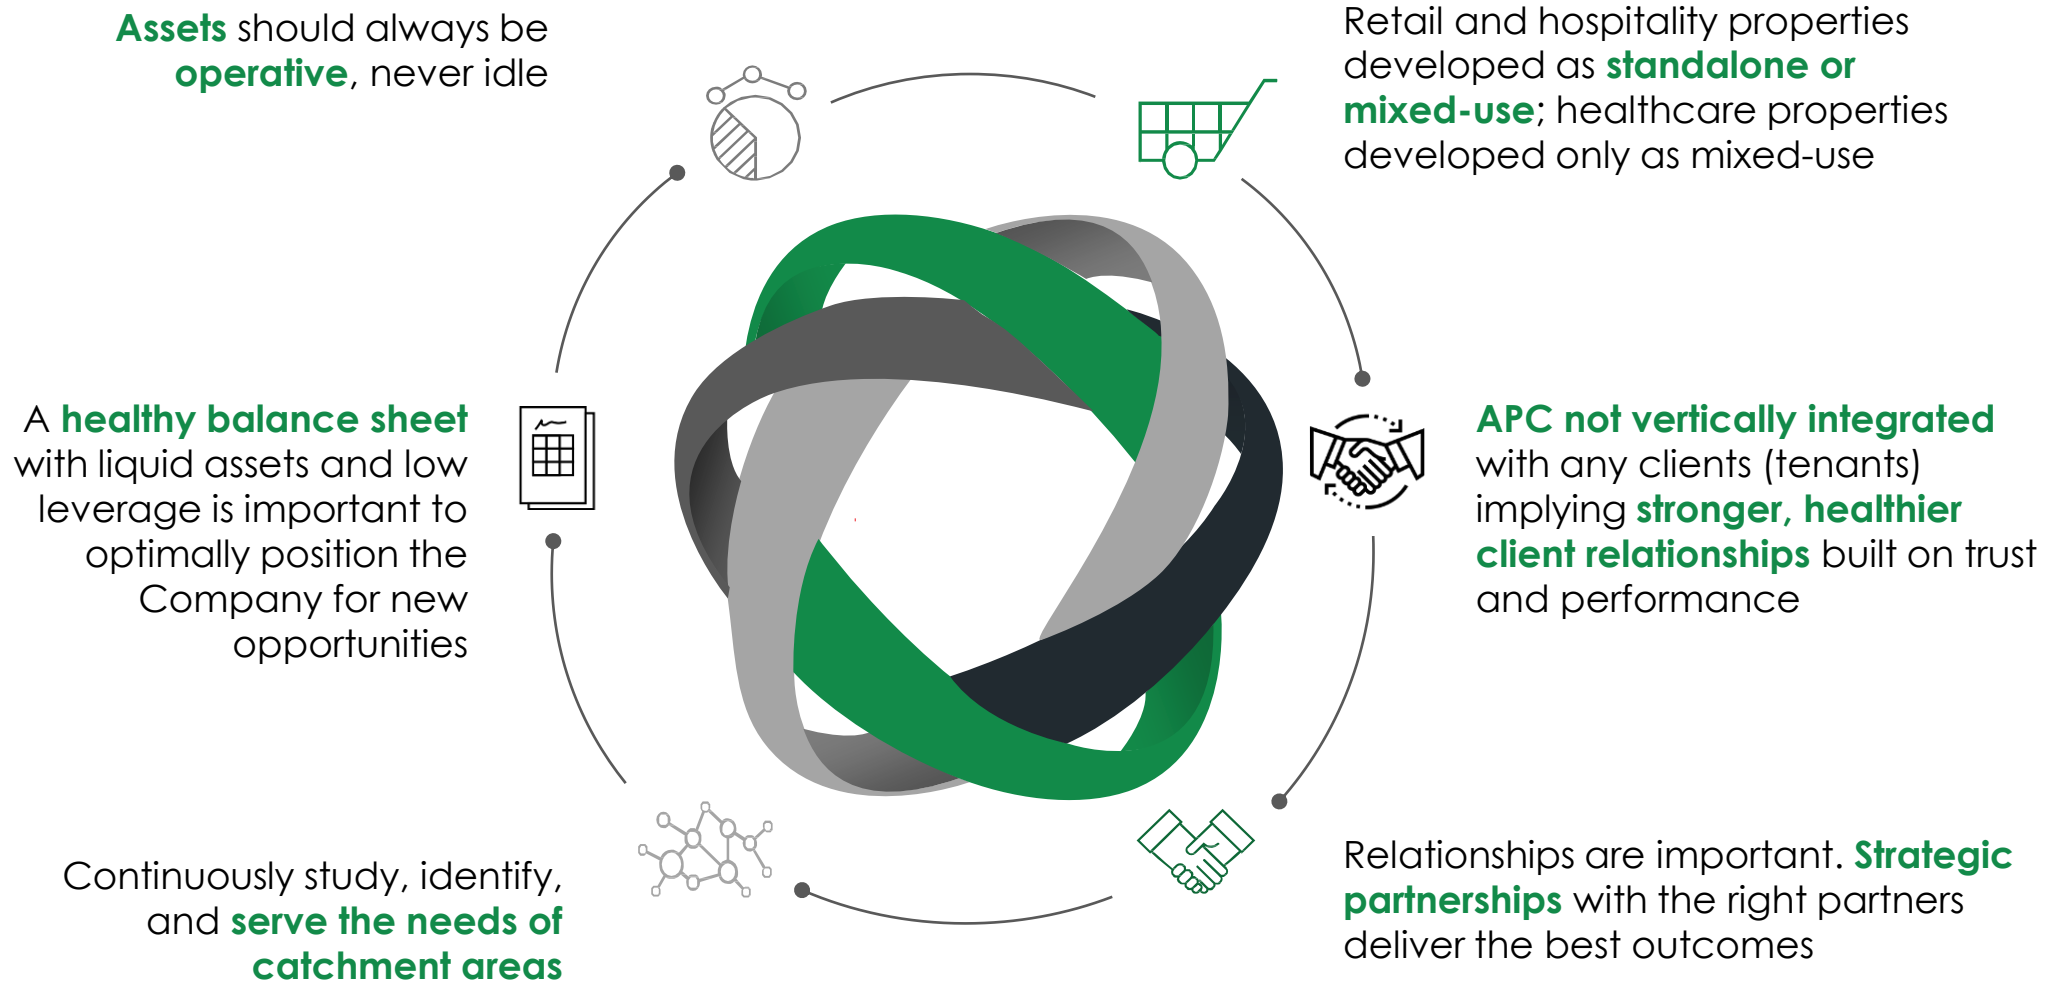 Assets should always be
operative, never idle
Retail and hospitality properties
developed as standalone or
mixed-use; healthcare properties
developed only as mixed-use
A healthy balance sheet
with liquid assets and low
leverage is important to
optimally position the
Company for new
opportunities
APC not vertically integrated
with any clients (tenants)
implying stronger, healthier
client relationships built on trust
and performance
Continuously study, identify,
and serve the needs of
catchment areas
Relationships are important. Strategic
partnerships with the right partners
deliver the best outcomes